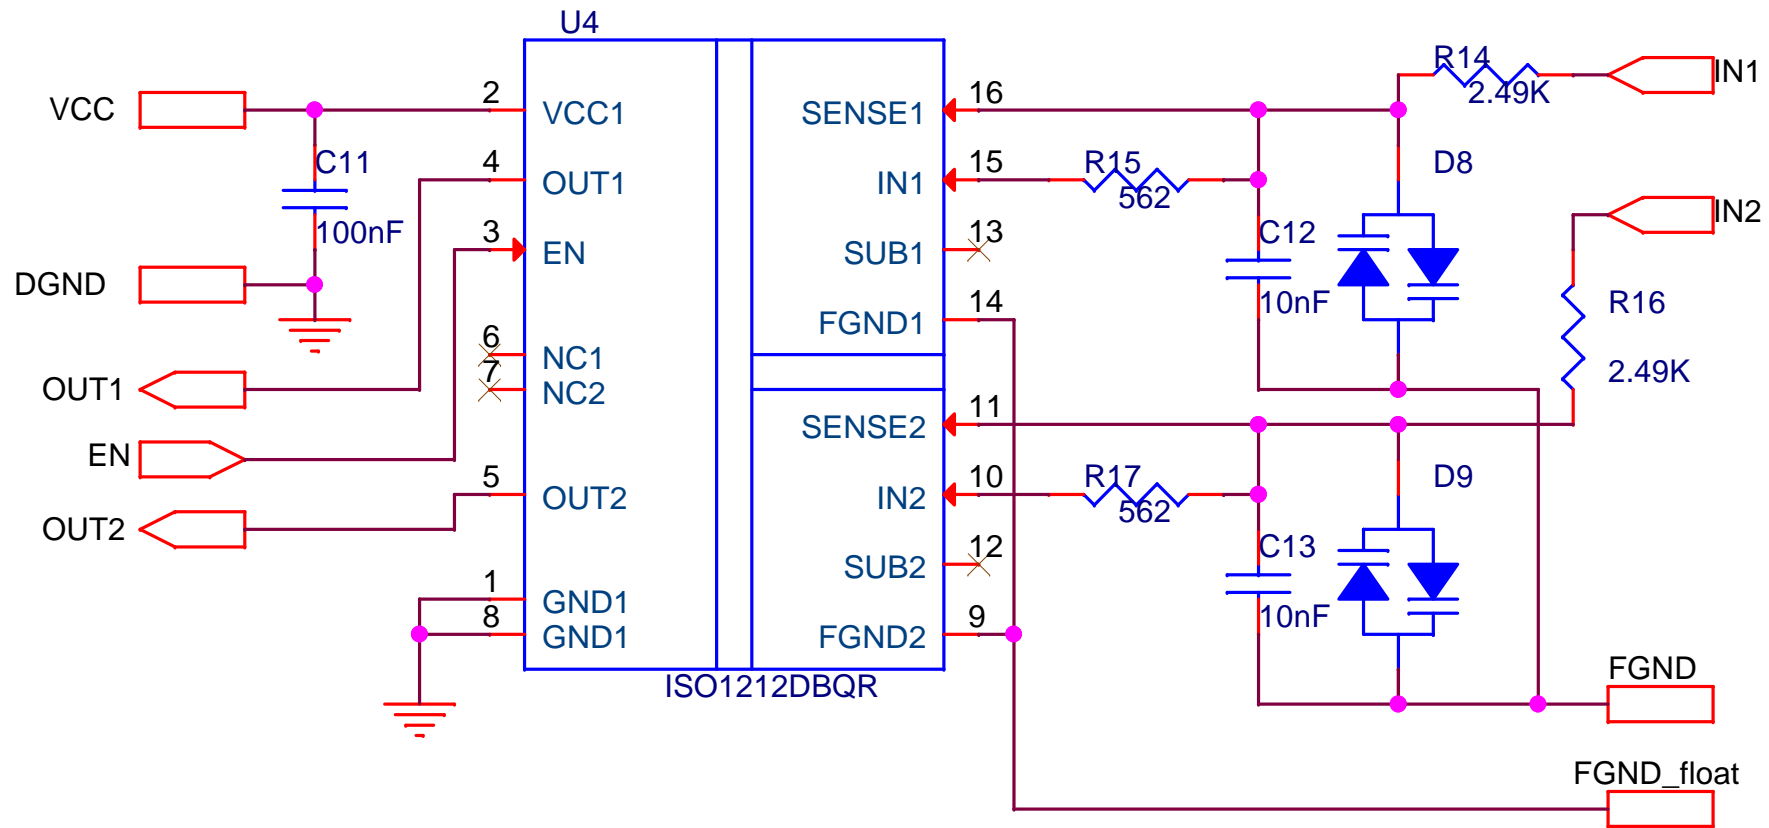 U4
VCC
2
VCC1
SENSE1
16
R14
2.49K
IN1
C11
100nF
4
OUT1
IN1
15
R15
562
D8
IN2
3
EN
SUB1
13
C12
10nF
DGND
FGND1
14
R16
2.49K
6
NC1
7
NC2
OUT1
SENSE2
11
EN
5
OUT2
IN2
10
R17
562
D9
OUT2
SUB2
12
C13
10nF
1
GND1
8
GND1
FGND2
9
ISO1212DBQR
FGND
FGND_float